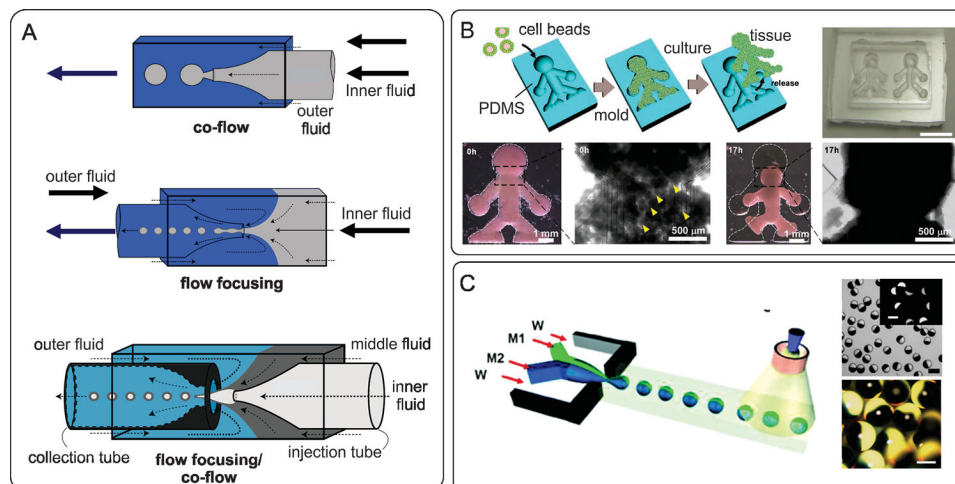 A
Inner fluid
outer
fluid
co-flow
outer fluid
Inner fluid
flow focusing
outer fluid
middle fluid
inner
fluid
collection tube
injection tube
flow focusing/
co-flow
B
cell beads
culture
tissue
release
PDMS
mold
0h
1 mm
0h
500 μm
17h
1 mm
17h
500 μm
C
W
M1
M2
W